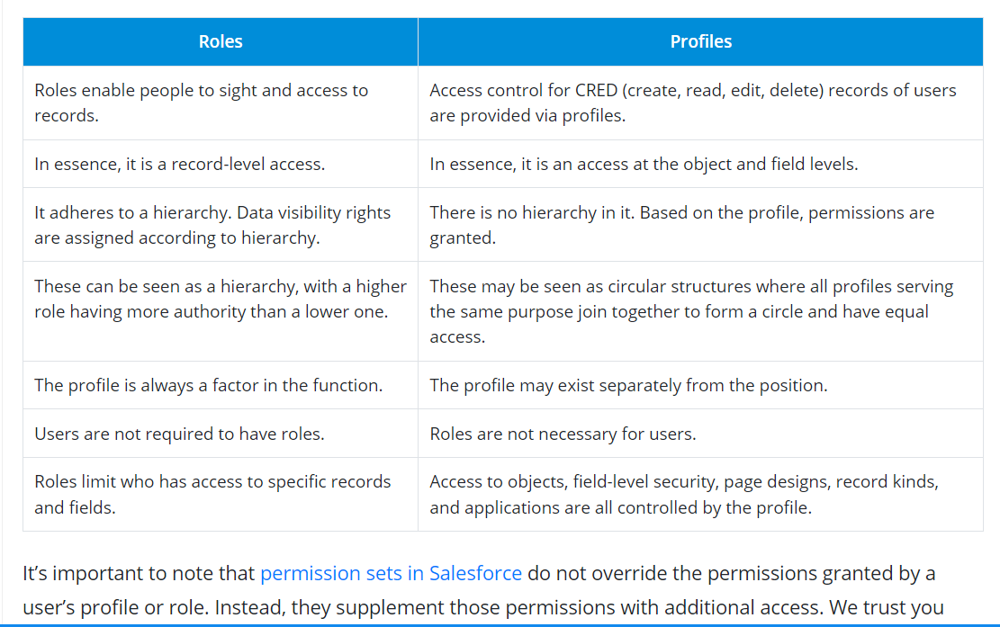 Roles
Profiles
Roles enable people to sight and access to
records.
Access control for CRED (create, read, edit, delete) records of users
are provided via profiles.
In essence, it is a record-level access.
In essence, it is an access at the object and field levels.
It adheres to a hierarchy. Data visibility rights
are assigned according to hierarchy.
There is no hierarchy in it. Based on the profile, permissions are
granted.
These can be seen as a hierarchy, with a higher
role having more authority than a lower one.
These may be seen as circular structures where all profiles serving
the same purpose join together to form a circle and have equal
access.
The profile is always a factor in the function.
The profile may exist separately from the position.
Users are not required to have roles.
Roles are not necessary for users.
Roles limit who has access to specific records
and fields.
Access to objects, field-level security, page designs, record kinds,
and applications are all controlled by the profile.
It’s important to note that permission sets in Salesforce do not override the permissions granted by a
user’s profile or role. Instead, they supplement those permissions with additional access. We trust you